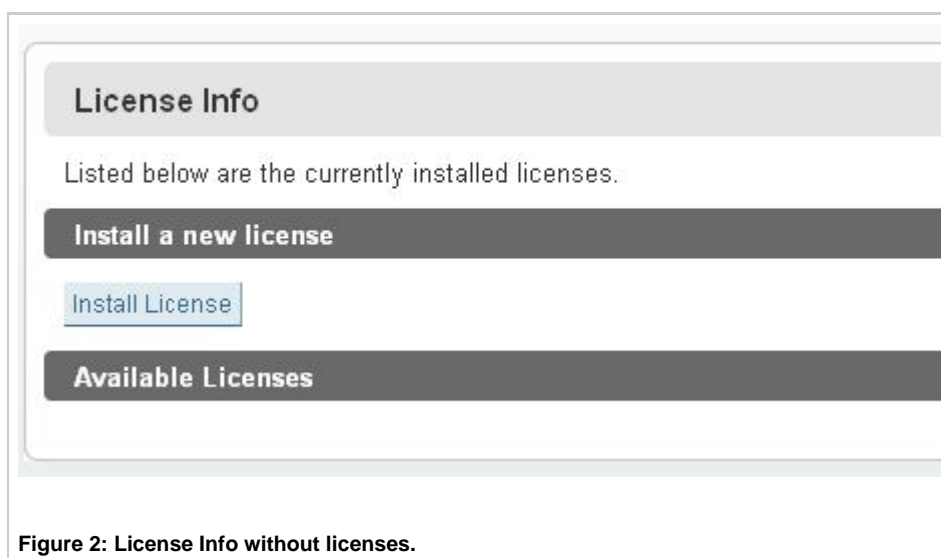 License Info
Listed below are the currently installed licenses.
Install a new license
Install License
Available Licenses
Figure 2: License Info without licenses.